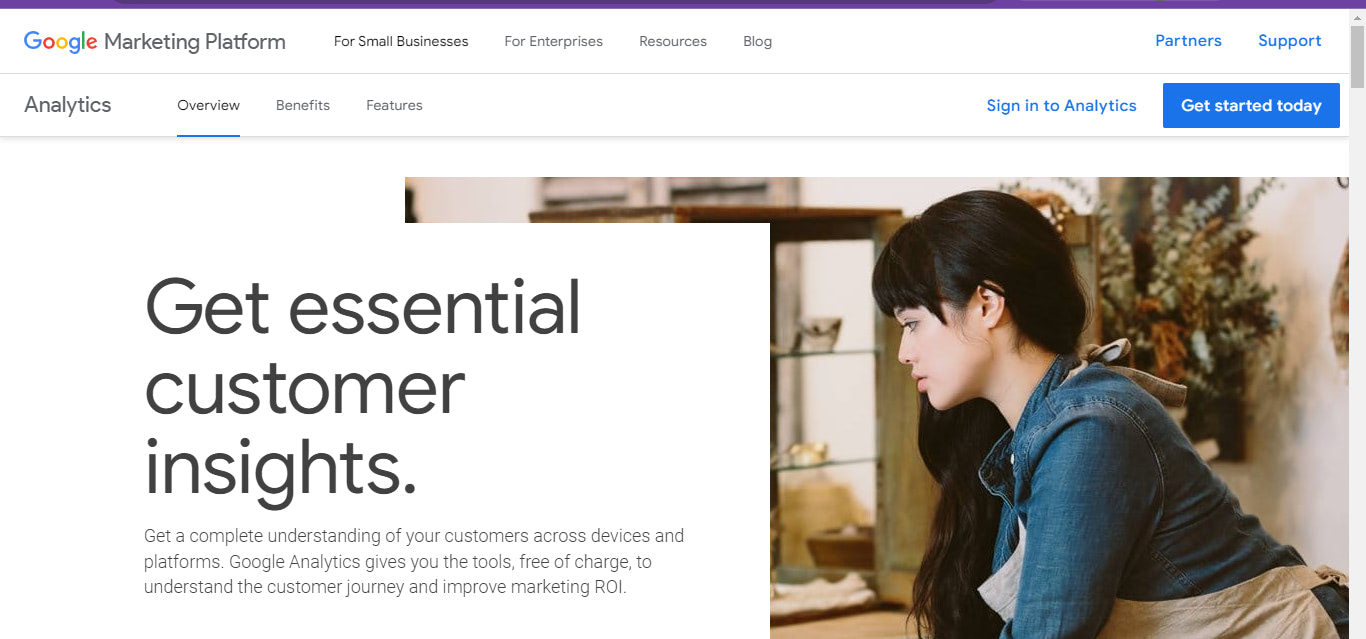 Google Marketing Platform For Small Businesses For Enterprises Resources Blog Partners Support
Analytics Overview Benefits Features Sign in to Analytics Get started today
Get essential
customer
insights.
Get a complete understanding of your customers across devices and
platforms. Google Analytics gives you the tools, free of charge, to
understand the customer journey and improve marketing ROI.